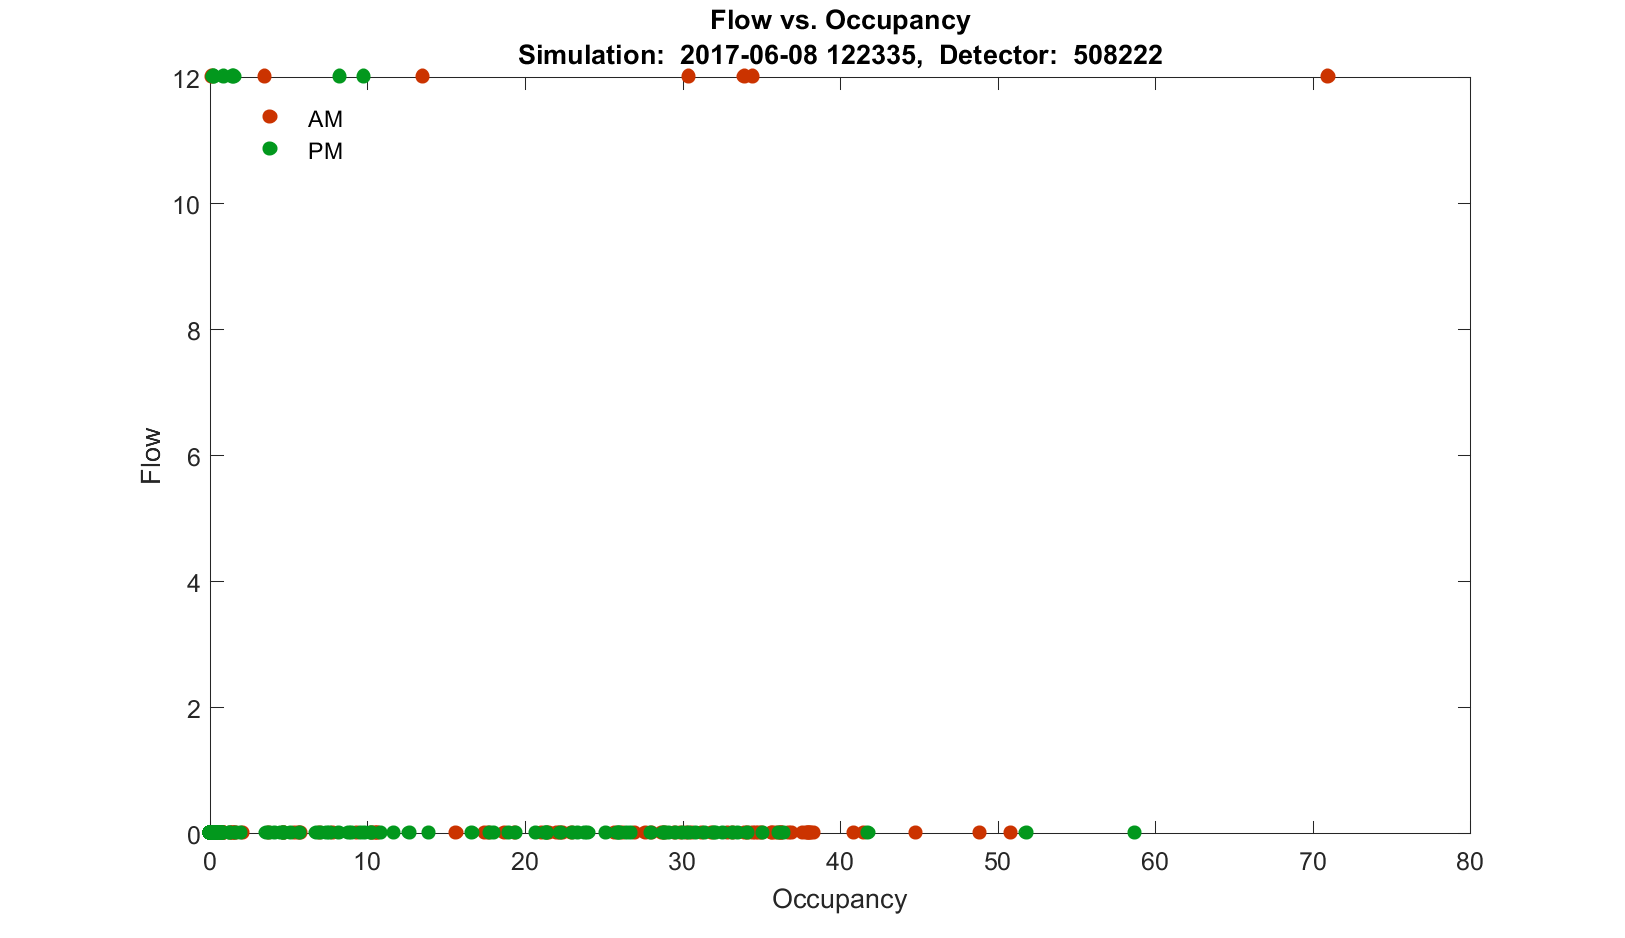 Flow vs. Occupancy
Simulation:  2017-06-08 122335,  Detector:  508222
12
AM
PM
10
8
6
Flow
4
2
0
0 10 20 30 40 50 60 70 80
Occupancy